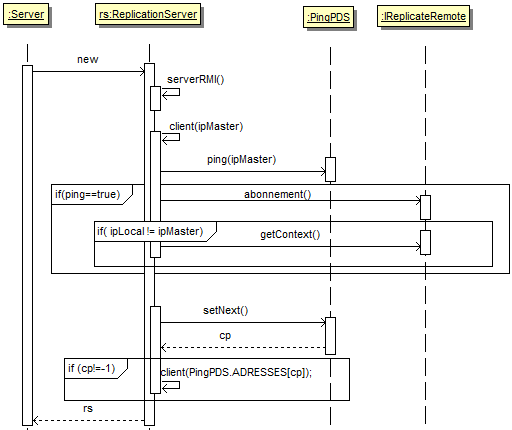 :Server rs:ReplicationServer :PingPDS :IReplicateRemote
new
serverRMI()
client(ipMaster)
ping(ipMaster)
if(ping==true)
abonnement()
if( ipLocal != ipMaster)
getContext()
setNext()
cp
if (cp!=-1)
client(PingPDS.ADRESSES[cp]);
rs